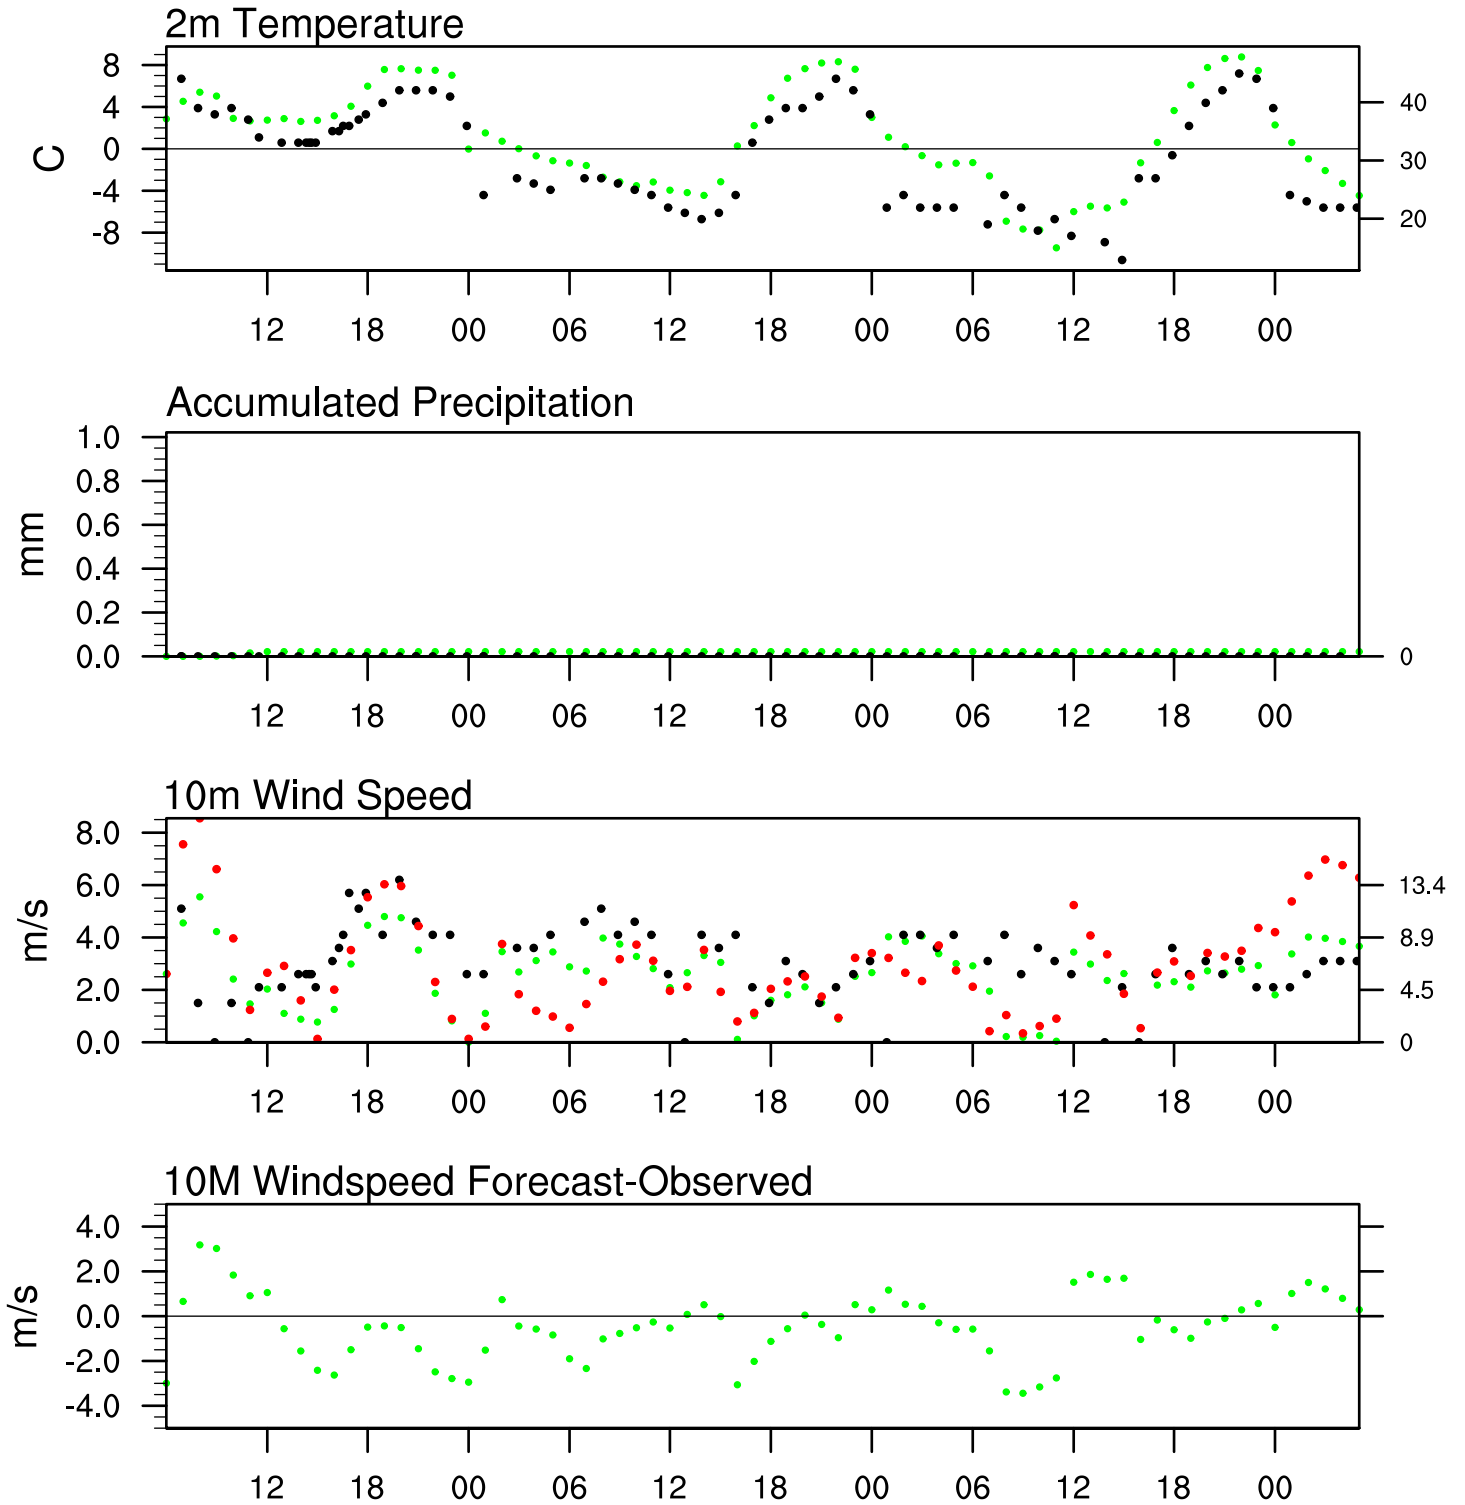 2m Temperature
8
4
0
-4
-8
C
40
30
20
12 18 00 06 12 18 00 06 12 18 00
Accumulated Precipitation
1.0
0.8
0.6
0.4
0.2
0.0
mm
0
12 18 00 06 12 18 00 06 12 18 00
10m Wind Speed
8.0
6.0
4.0
2.0
0.0
m/s
13.4
8.9
4.5
0
12 18 00 06 12 18 00 06 12 18 00
10M Windspeed Forecast-Observed
4.0
2.0
0.0
-2.0
-4.0
m/s
12 18 00 06 12 18 00 06 12 18 00